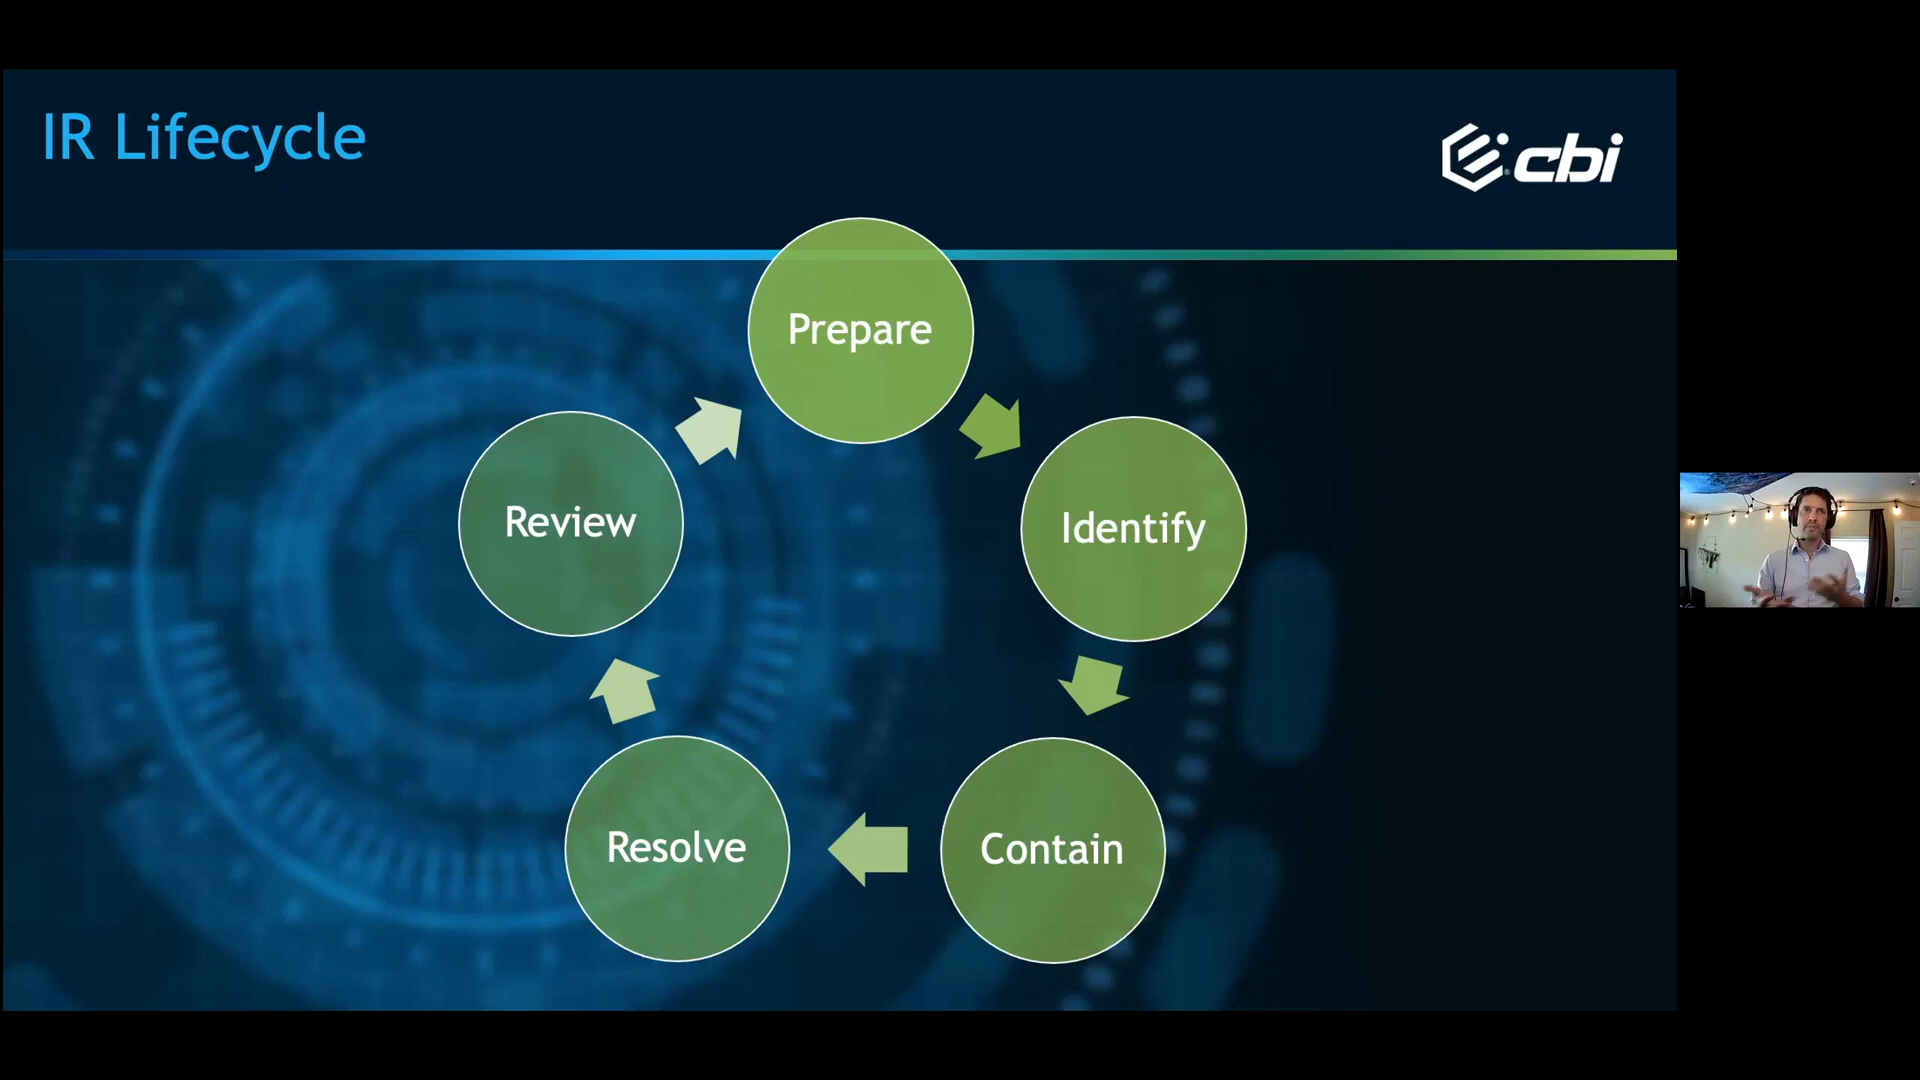 IR Lifecycle
cbi
Prepare
Identify
Contain
Resolve
Review